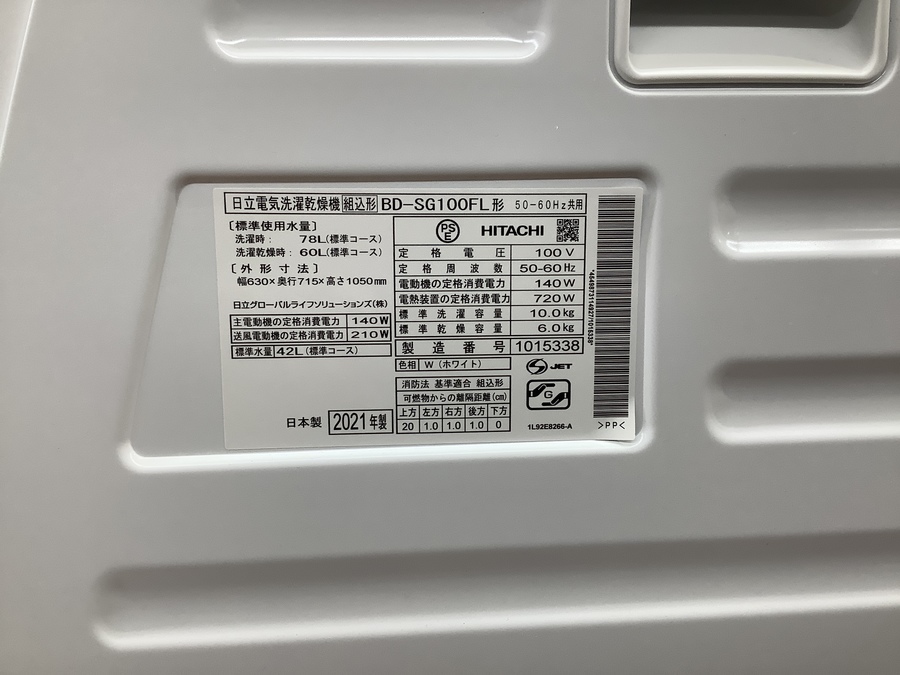 日立電気洗濯乾燥機 組込形 BD-SG100FL形 50-60Hz共用
〔標準使用水量〕
洗濯時: 78L(標準コース)
洗濯乾燥時: 60L(標準コース)
〔外形寸法〕
幅630×奥行715×高さ1050mm
日立グローバルライフソリューションズ(株)
主電動機の定格消費電力 140W
送風電動機の定格消費電力 210W
標準水量 42L (標準コース)
日本製 2021年製
PSE HITACHI
定格電圧 100V
定格周波数 50-60Hz
電動機の定格消費電力 140W
電熱装置の定格消費電力 720W
標準洗濯容量 10.0kg
標準乾燥容量 6.0kg
製造番号 1015338
色相 W(ホワイト)
消防法 基準適合 組込形
可燃物からの離隔距離(cm)
上方 左方 右方 後方 下方
20 1.0 1.0 1.0 0
S JET
G
1L92E8266-A
>PP<